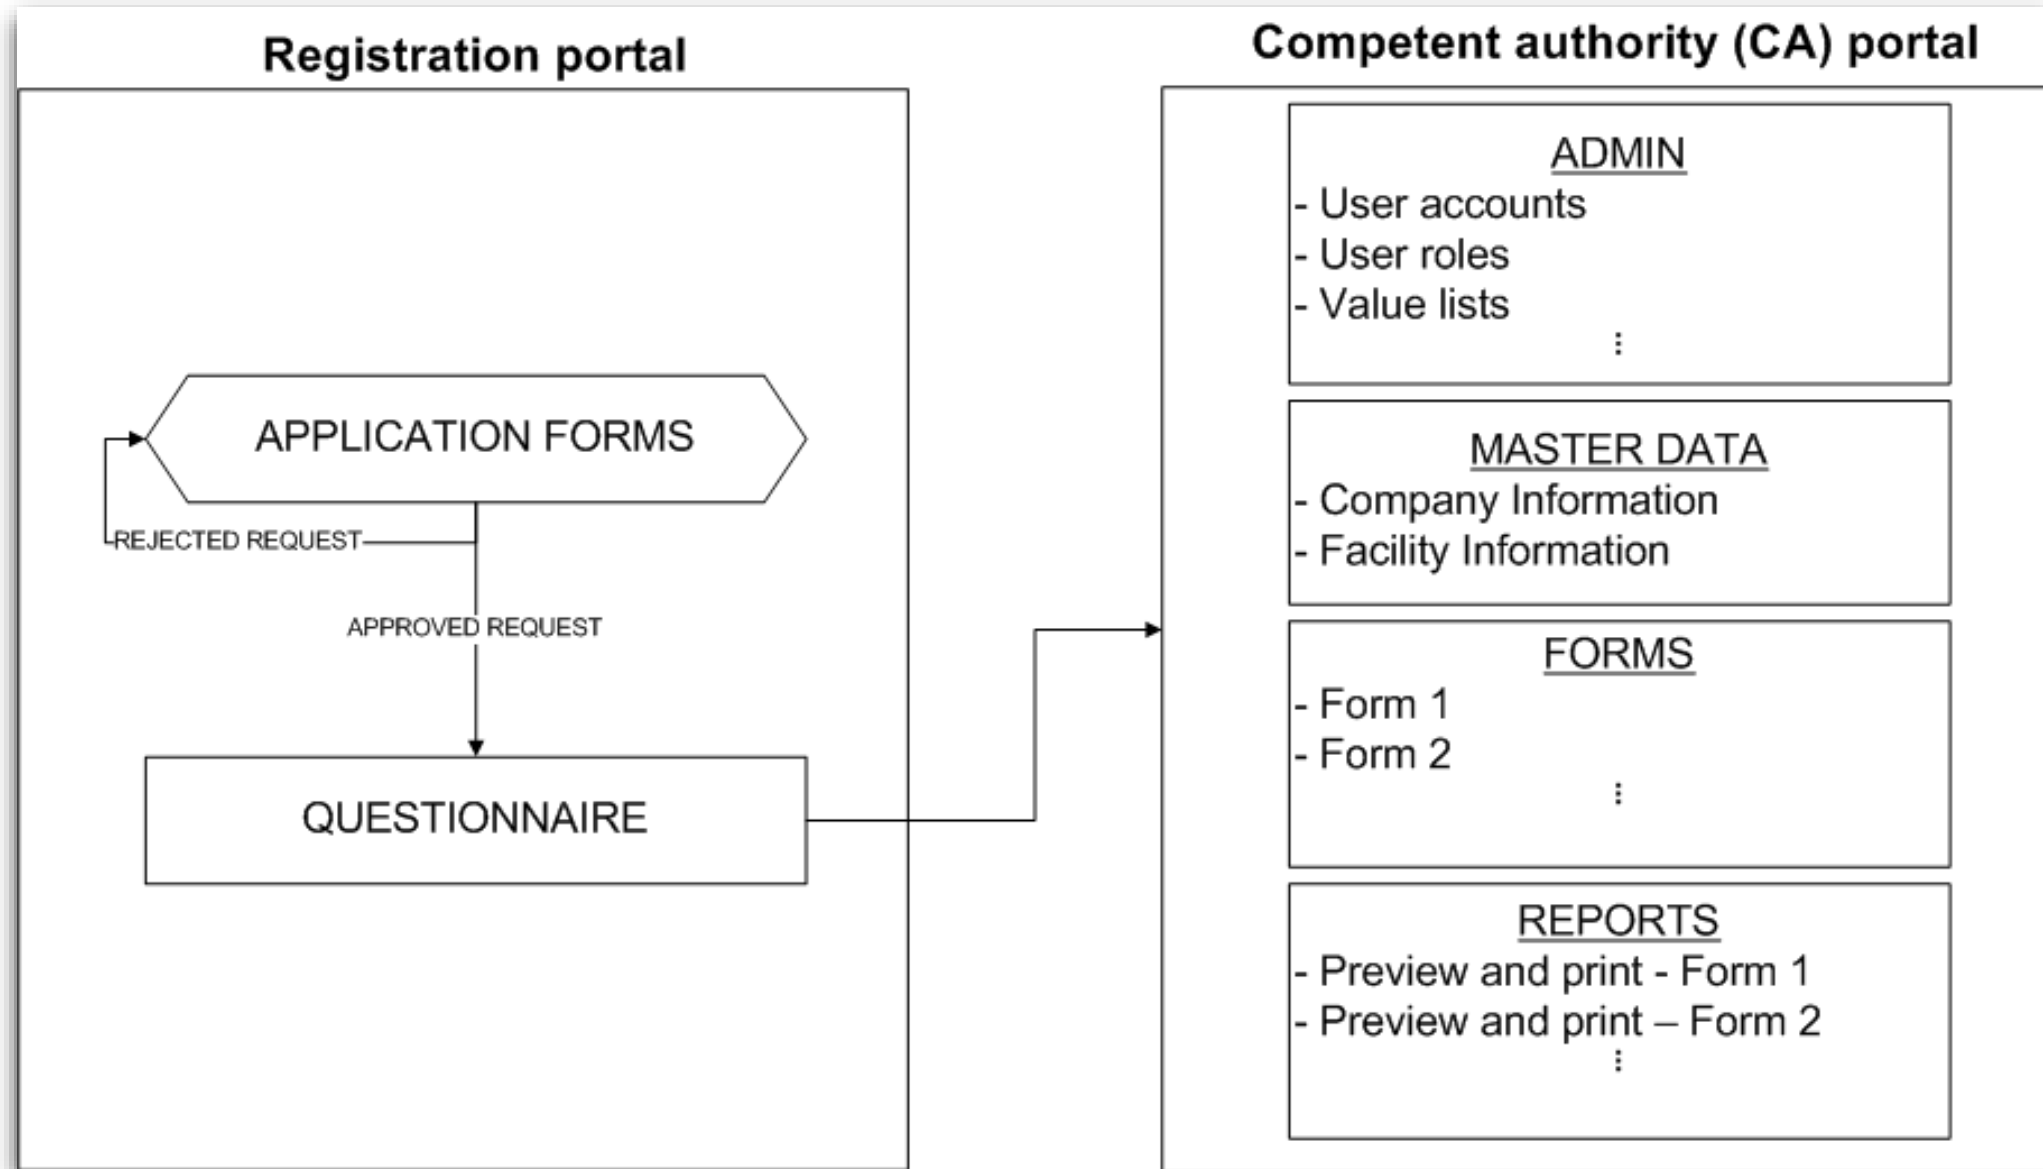 Registration portal
APPLICATION FORMS
REJECTED REQUEST
APPROVED REQUEST
QUESTIONNAIRE
Competent authority (CA) portal
ADMIN
- User accounts
- User roles
- Value lists
⁝
MASTER DATA
- Company Information
- Facility Information
FORMS
- Form 1
- Form 2
⁝
REPORTS
- Preview and print - Form 1
- Preview and print – Form 2
⁝